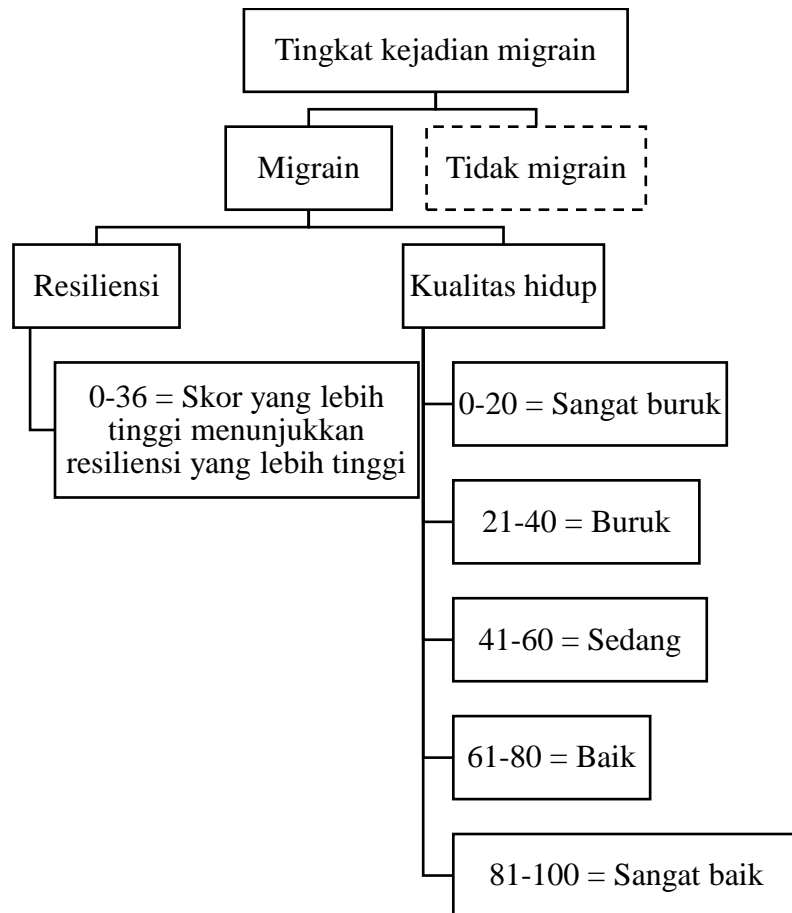 Tingkat kejadian migrain
Migrain
Tidak migrain
Resiliensi
Kualitas hidup
0-36 = Skor yang lebih
tinggi menunjukkan
resiliensi yang lebih tinggi
0-20 = Sangat buruk
21-40 = Buruk
41-60 = Sedang
61-80 = Baik
81-100 = Sangat baik